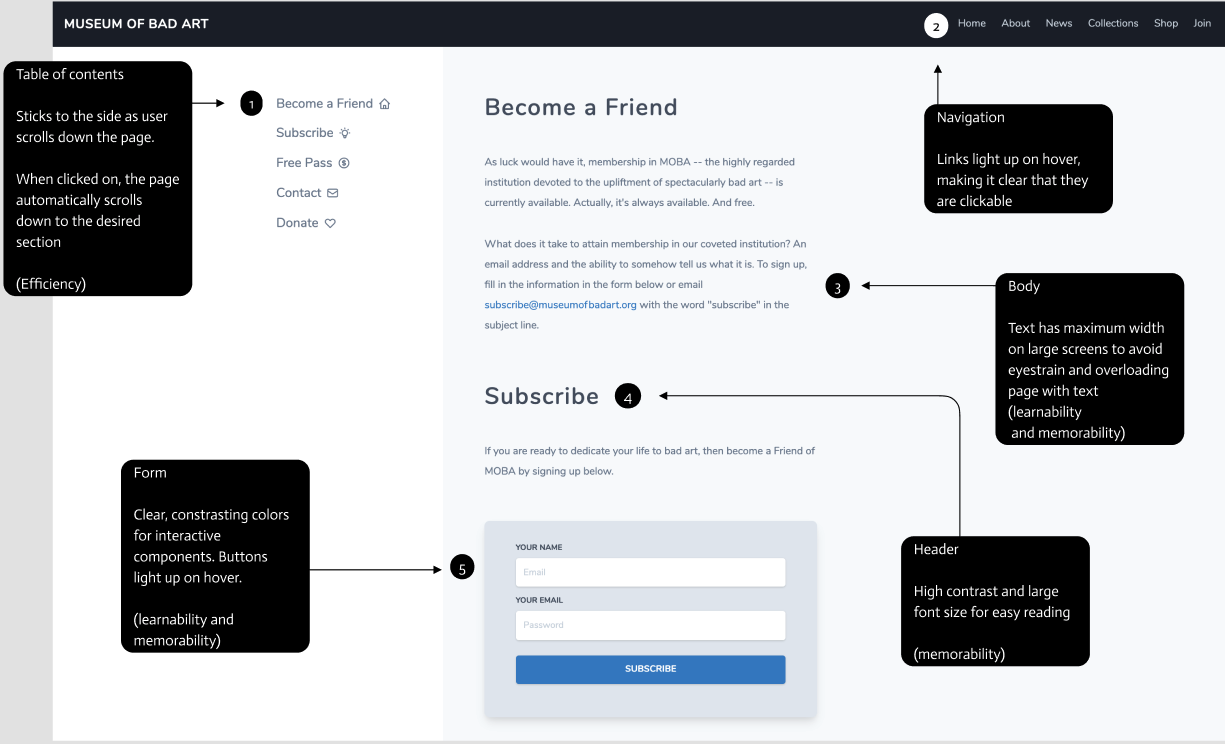 MUSEUM OF BAD ART
2
Home About News Collections Shop Join
Table of contents
Sticks to the side as user
scrolls down the page.
When clicked on, the page
automatically scrolls
down to the desired
section
(Efficiency)
1
Become a Friend
Subscribe
Free Pass
Contact
Donate
Become a Friend
As luck would have it, membership in MOBA -- the highly regarded
institution devoted to the upliftment of spectacularly bad art -- is
currently available. Actually, it's always available. And free.
What does it take to attain membership in our coveted institution? An
email address and the ability to somehow tell us what it is. To sign up,
fill in the information in the form below or email
subscribe@museumofbadart.org with the word "subscribe" in the
subject line.
Navigation
Links light up on hover,
making it clear that they
are clickable
3
Body
Text has maximum width
on large screens to avoid
eyestrain and overloading
page with text
(learnability
and memorability)
Subscribe
4
If you are ready to dedicate your life to bad art, then become a Friend of
MOBA by signing up below.
Form
Clear, constrasting colors
for interactive
components. Buttons
light up on hover.
(learnability and
memorability)
5
YOUR NAME
Email
YOUR EMAIL
Password
SUBSCRIBE
Header
High contrast and large
font size for easy reading
(memorability)